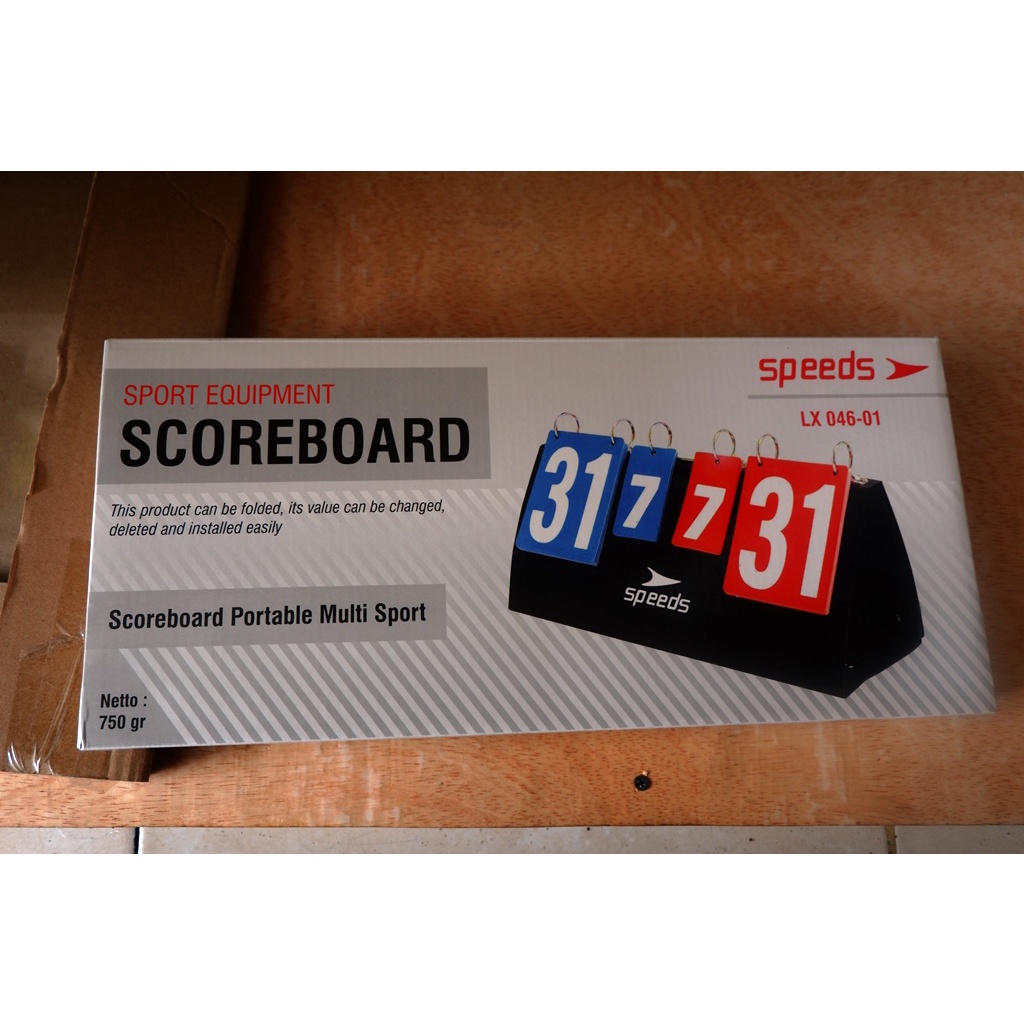 SPORT EQUIPMENT
SCOREBOARD
This product can be folded, its value can be changed,
deleted and installed easily
Scoreboard Portable Multi Sport
Netto :
750 gr
speeds
LX 046-01
31 7 7 31
speeds